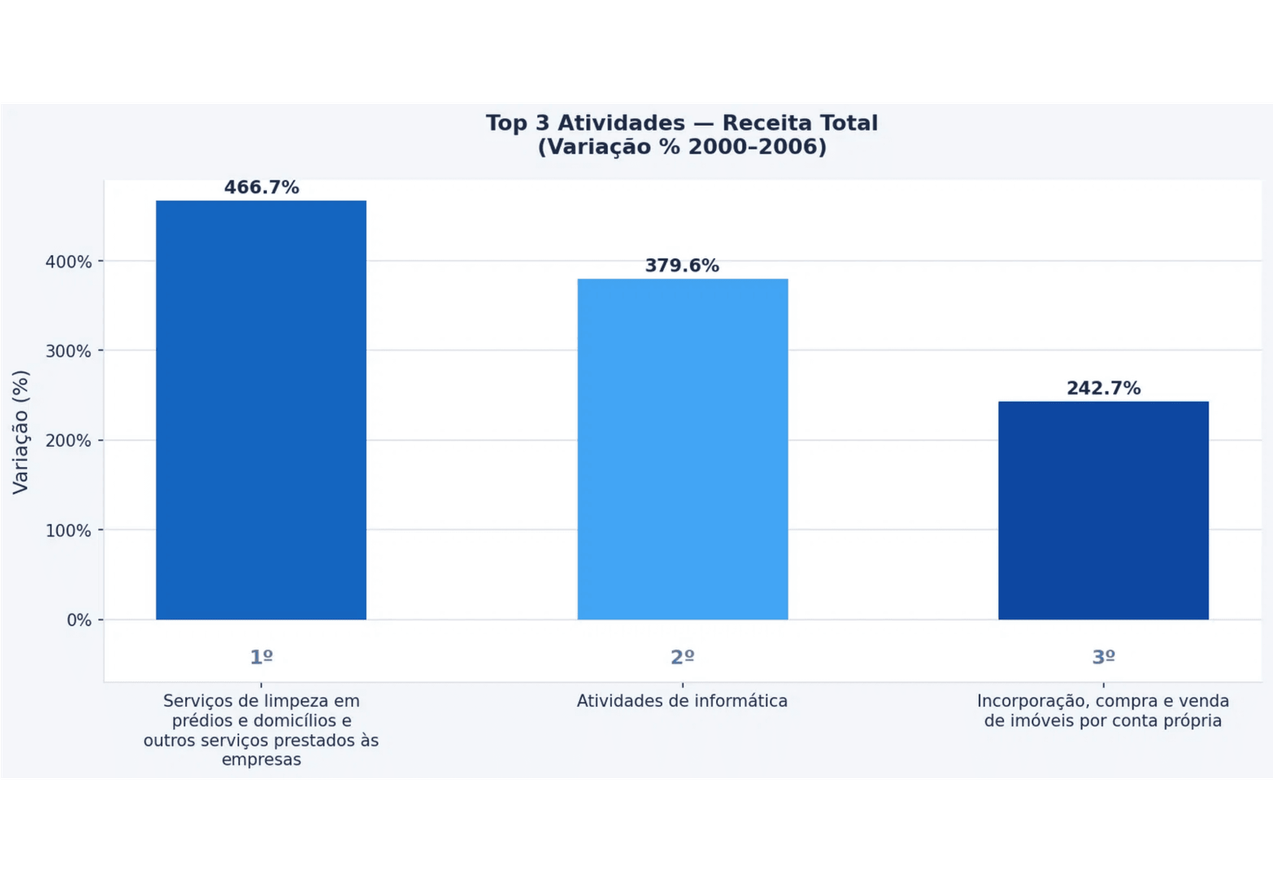 Top 3 Atividades — Receita Total
(Variação % 2000–2006)
Variação (%)
400%
300%
200%
100%
0%
466.7%
379.6%
242.7%
1º
2º
3º
Serviços de limpeza em
prédios e domicílios e
outros serviços prestados às
empresas
Atividades de informática
Incorporação, compra e venda
de imóveis por conta própria